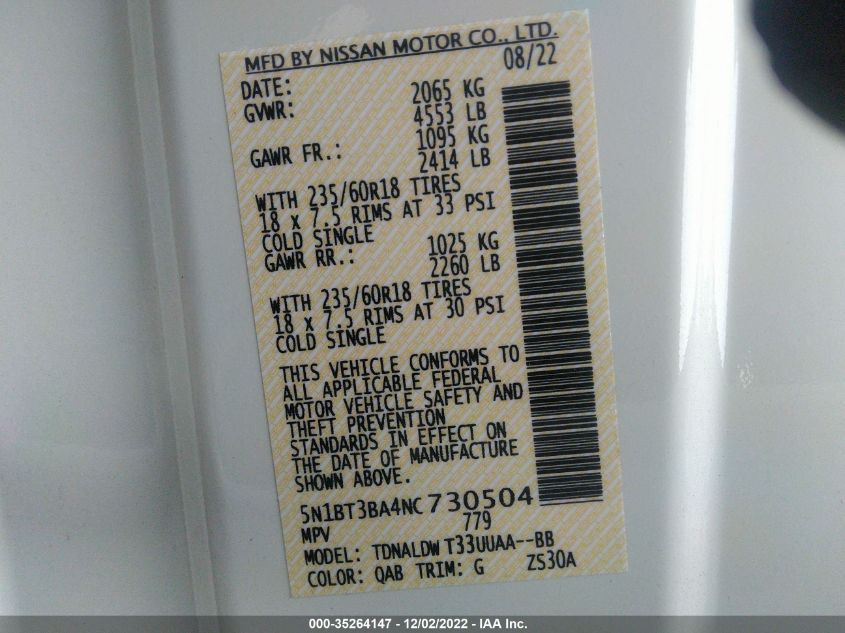 MFD BY NISSAN MOTOR CO., LTD.
DATE: 08/22
GVWR: 2065 KG
4553 LB
GAWR FR.: 1095 KG
2414 LB
WITH 235/60R18 TIRES
18 x 7.5 RIMS AT 33 PSI
COLD SINGLE
GAWR RR.: 1025 KG
2260 LB
WITH 235/60R18 TIRES
18 x 7.5 RIMS AT 30 PSI
COLD SINGLE
THIS VEHICLE CONFORMS TO
ALL APPLICABLE FEDERAL
MOTOR VEHICLE SAFETY AND
THEFT PREVENTION
STANDARDS IN EFFECT ON
THE DATE OF MANUFACTURE
SHOWN ABOVE.
5N1BT3BA4NC730504
MPV 779
MODEL: TDNALDW T33UUAA--BB
COLOR: QAB TRIM: G ZS30A
000-35264147 - 12/02/2022 - IAA Inc.